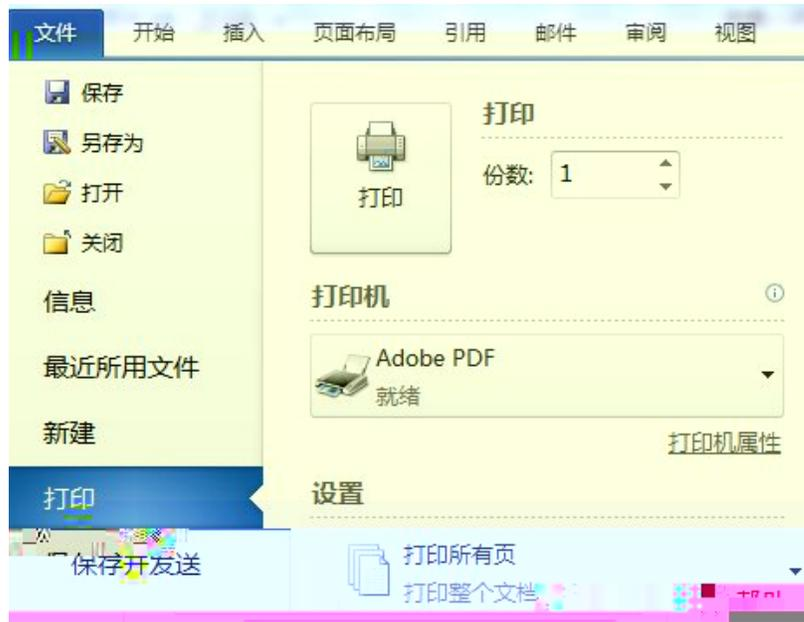 文件 开始 插入 页面布局 引用 邮件 审阅 视图
保存
另存为
打开
关闭
信息
最近所用文件
新建
打印
保存并发送
打印
打印
份数: 1
打印机
Adobe PDF
就绪
打印机属性
设置
打印所有页
打印整个文档